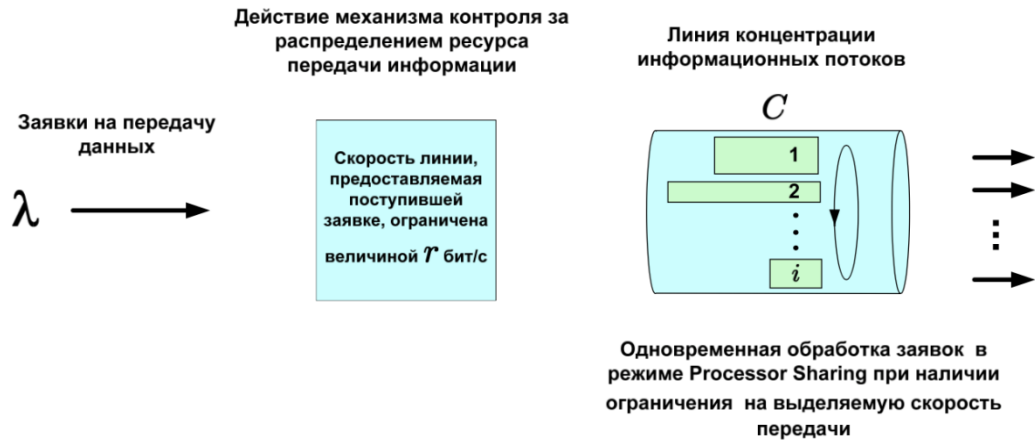 Действие механизма контроля за
распределением ресурса
передачи информации
Линия концентрации
информационных потоков
C
Заявки на передачу
данных
λ
Скорость линии,
предоставляемая
поступившей
заявке, ограничена
величиной r бит/с
1
2
i
Одновременная обработка заявок в
режиме Processor Sharing при наличии
ограничения на выделяемую скорость
передачи